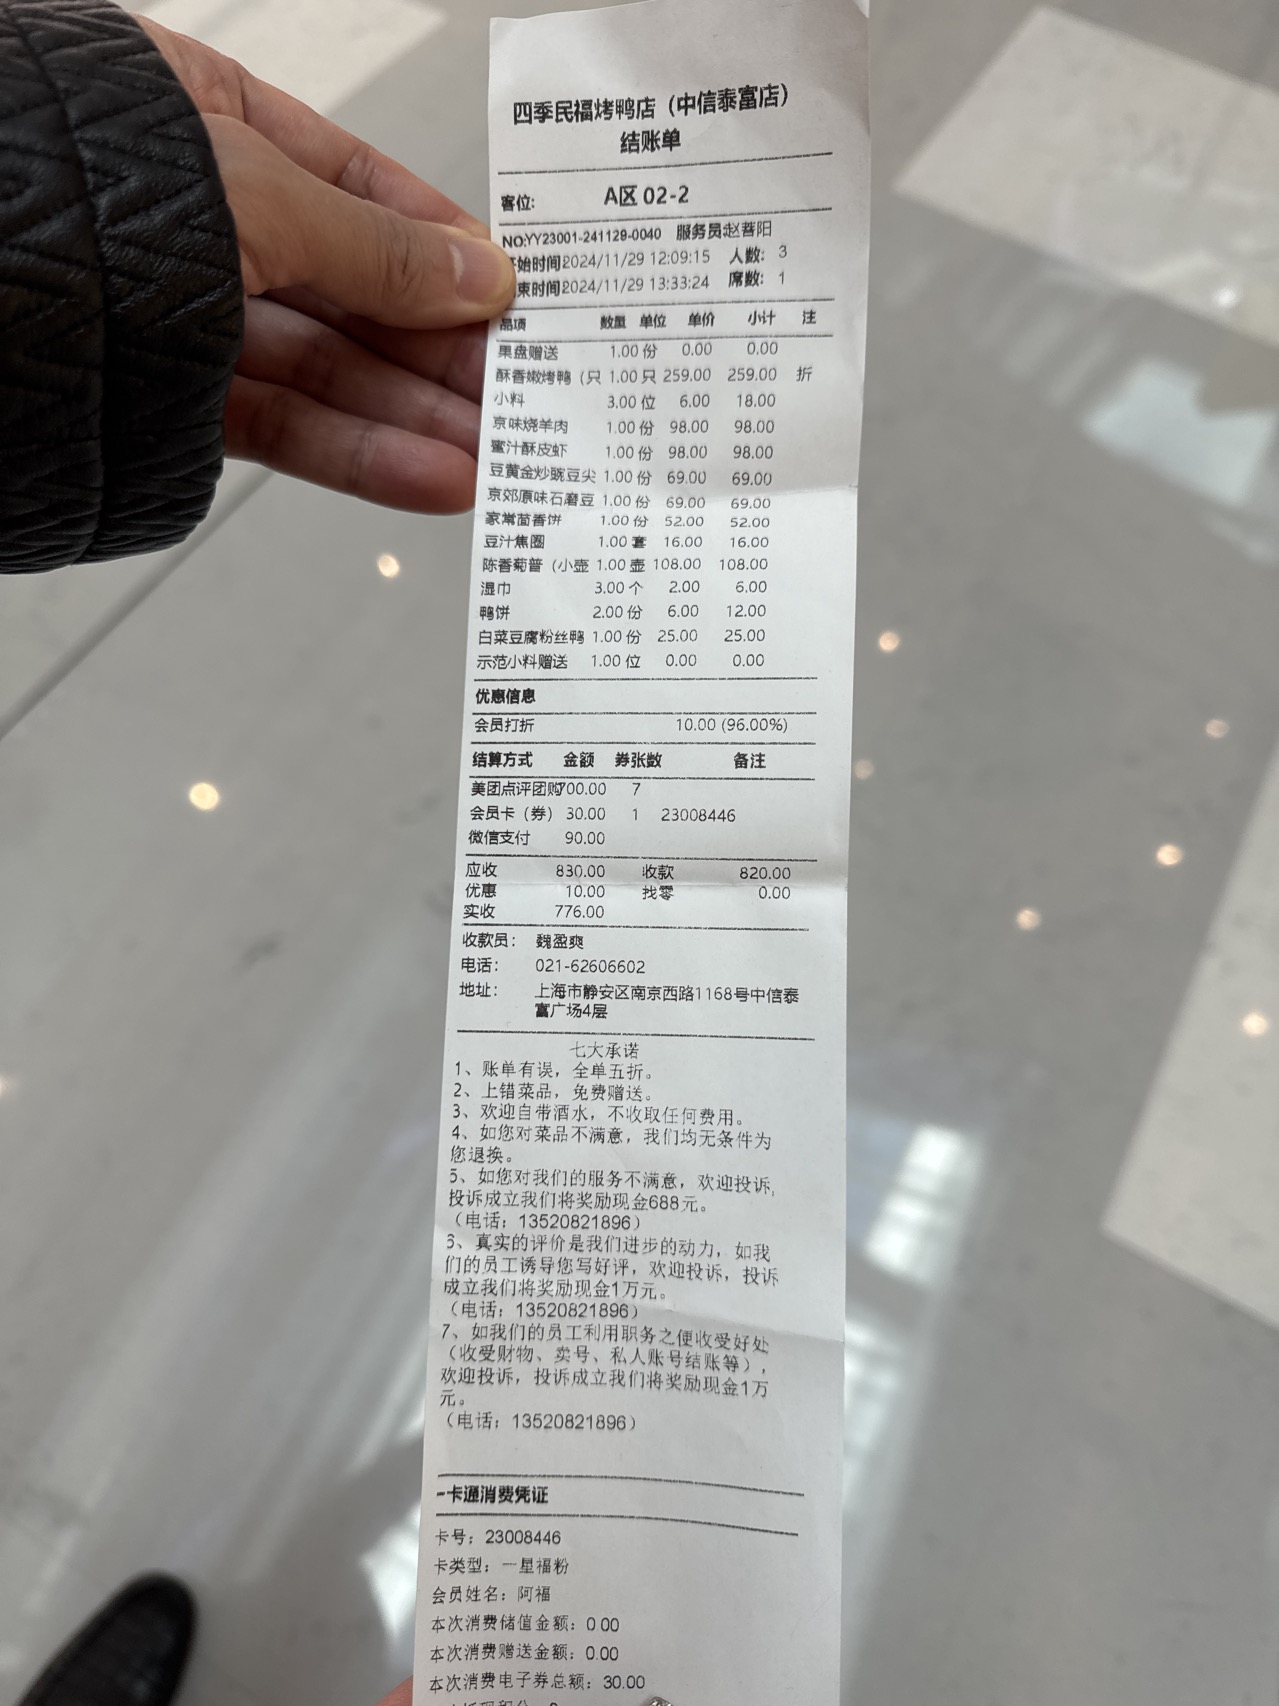 四季民福烤鸭店（中信泰富店）
结账单
客位: A区 02-2
NO:YY23001-241129-0040 服务员:赵萫阳
始时间2024/11/29 12:09:15 人数: 3
束时间2024/11/29 13:33:24 席数: 1
品项 数量 单位 单价 小计 注
果盘赠送 1.00 份 0.00 0.00
酥香嫩烤鸭（只 1.00 只 259.00 259.00 折
小料 3.00 位 6.00 18.00
京味烧羊肉 1.00 份 98.00 98.00
蜜汁酥皮虾 1.00 份 98.00 98.00
豆黄金炒豌豆尖 1.00 份 69.00 69.00
京郊原味石磨豆 1.00 份 69.00 69.00
家常茴香饼 1.00 份 52.00 52.00
豆汁焦圈 1.00 套 16.00 16.00
陈香菊普（小壶 1.00 壶 108.00 108.00
湿巾 3.00 个 2.00 6.00
鸭饼 2.00 份 6.00 12.00
白菜豆腐粉丝鸭 1.00 份 25.00 25.00
示范小料赠送 1.00 位 0.00 0.00
优惠信息
会员打折 10.00 (96.00%)
结算方式 金额 券张数 备注
美团点评团购700.00 7
会员卡（券） 30.00 1 23008446
微信支付 90.00
应收 830.00 收款 820.00
优惠 10.00 找零 0.00
实收 776.00
收款员: 魏盈爽
电话: 021-62606602
地址: 上海市静安区南京西路1168号中信泰
富广场4层
七大承诺
1、账单有误，全单五折。
2、上错菜品，免费赠送。
3、欢迎自带酒水，不收取任何费用。
4、如您对菜品不满意，我们均无条件为
您退换。
5、如您对我们的服务不满意，欢迎投诉，
投诉成立我们将奖励现金688元。
（电话：13520821896）
6、真实的评价是我们进步的动力，如我
们的员工诱导您写好评，欢迎投诉，投诉
成立我们将奖励现金1万元。
（电话：13520821896）
7、如我们的员工利用职务之便收受好处
（收受财物、卖号、私人账号结账等），
欢迎投诉，投诉成立我们将奖励现金1万
元。
（电话：13520821896）
一卡通消费凭证
卡号：23008446
卡类型：一星福粉
会员姓名：阿福
本次消费储值金额：0.00
本次消费赠送金额：0.00
本次消费电子券总额：30.00